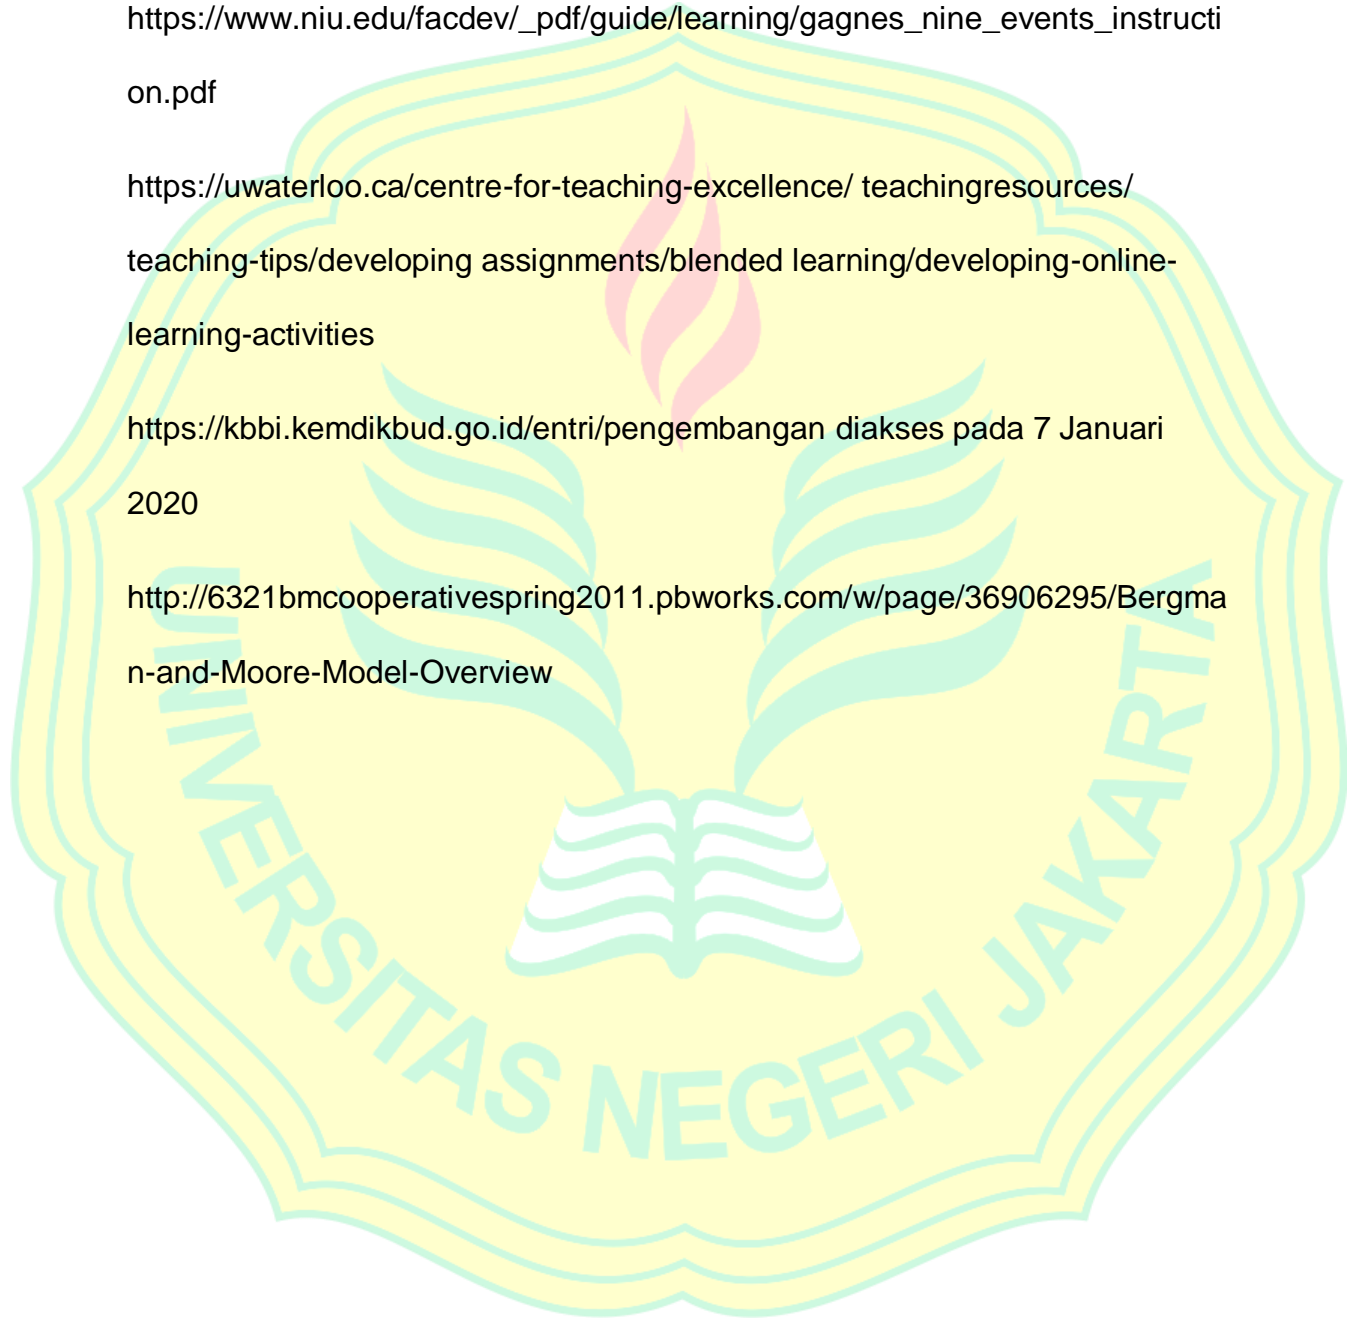 https://www.niu.edu/facdev/_pdf/guide/learning/gagnes_nine_events_instructi
on.pdf
https://uwaterloo.ca/centre-for-teaching-excellence/ teachingresources/
teaching-tips/developing assignments/blended learning/developing-online-
learning-activities
https://kbbi.kemdikbud.go.id/entri/pengembangan diakses pada 7 Januari
2020
http://6321bmcooperativespring2011.pbworks.com/w/page/36906295/Bergma
n-and-Moore-Model-Overview
UNIVERSITAS NEGERI JAKARTA